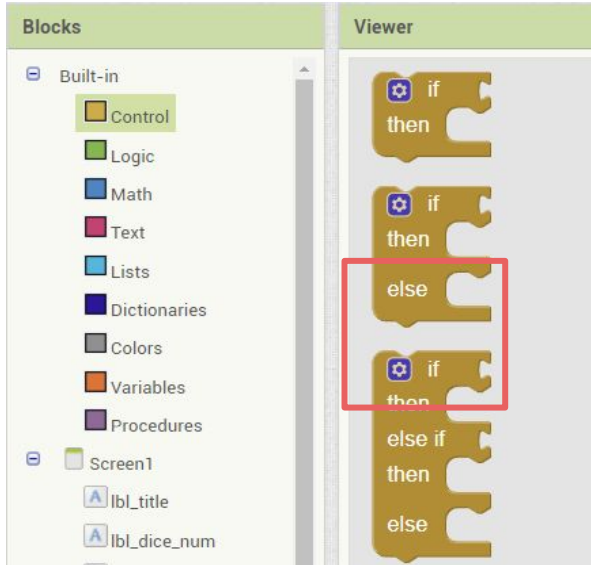 Blocks
Built-in
Control
Logic
Math
Text
Lists
Dictionaries
Colors
Variables
Procedures
Screen1
lbl_title
lbl_dice_num
Viewer
if
then
if
then
else
if
then
else if
then
else